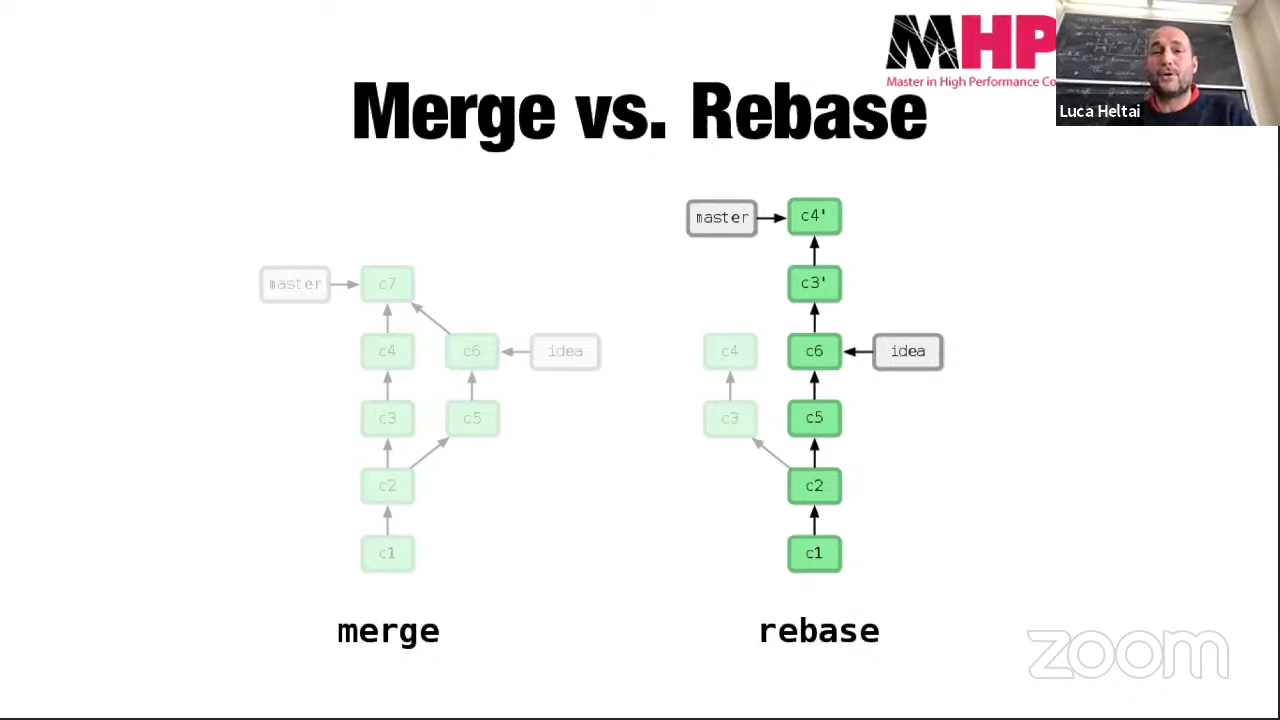 MHP
Master in High Performance Co
Luca Heltai
Merge vs. Rebase
master
c4'
master
c7
c3'
c4
c6
idea
c4
c6
idea
c3
c5
c3
c5
c2
c2
c1
c1
merge
rebase
zoom